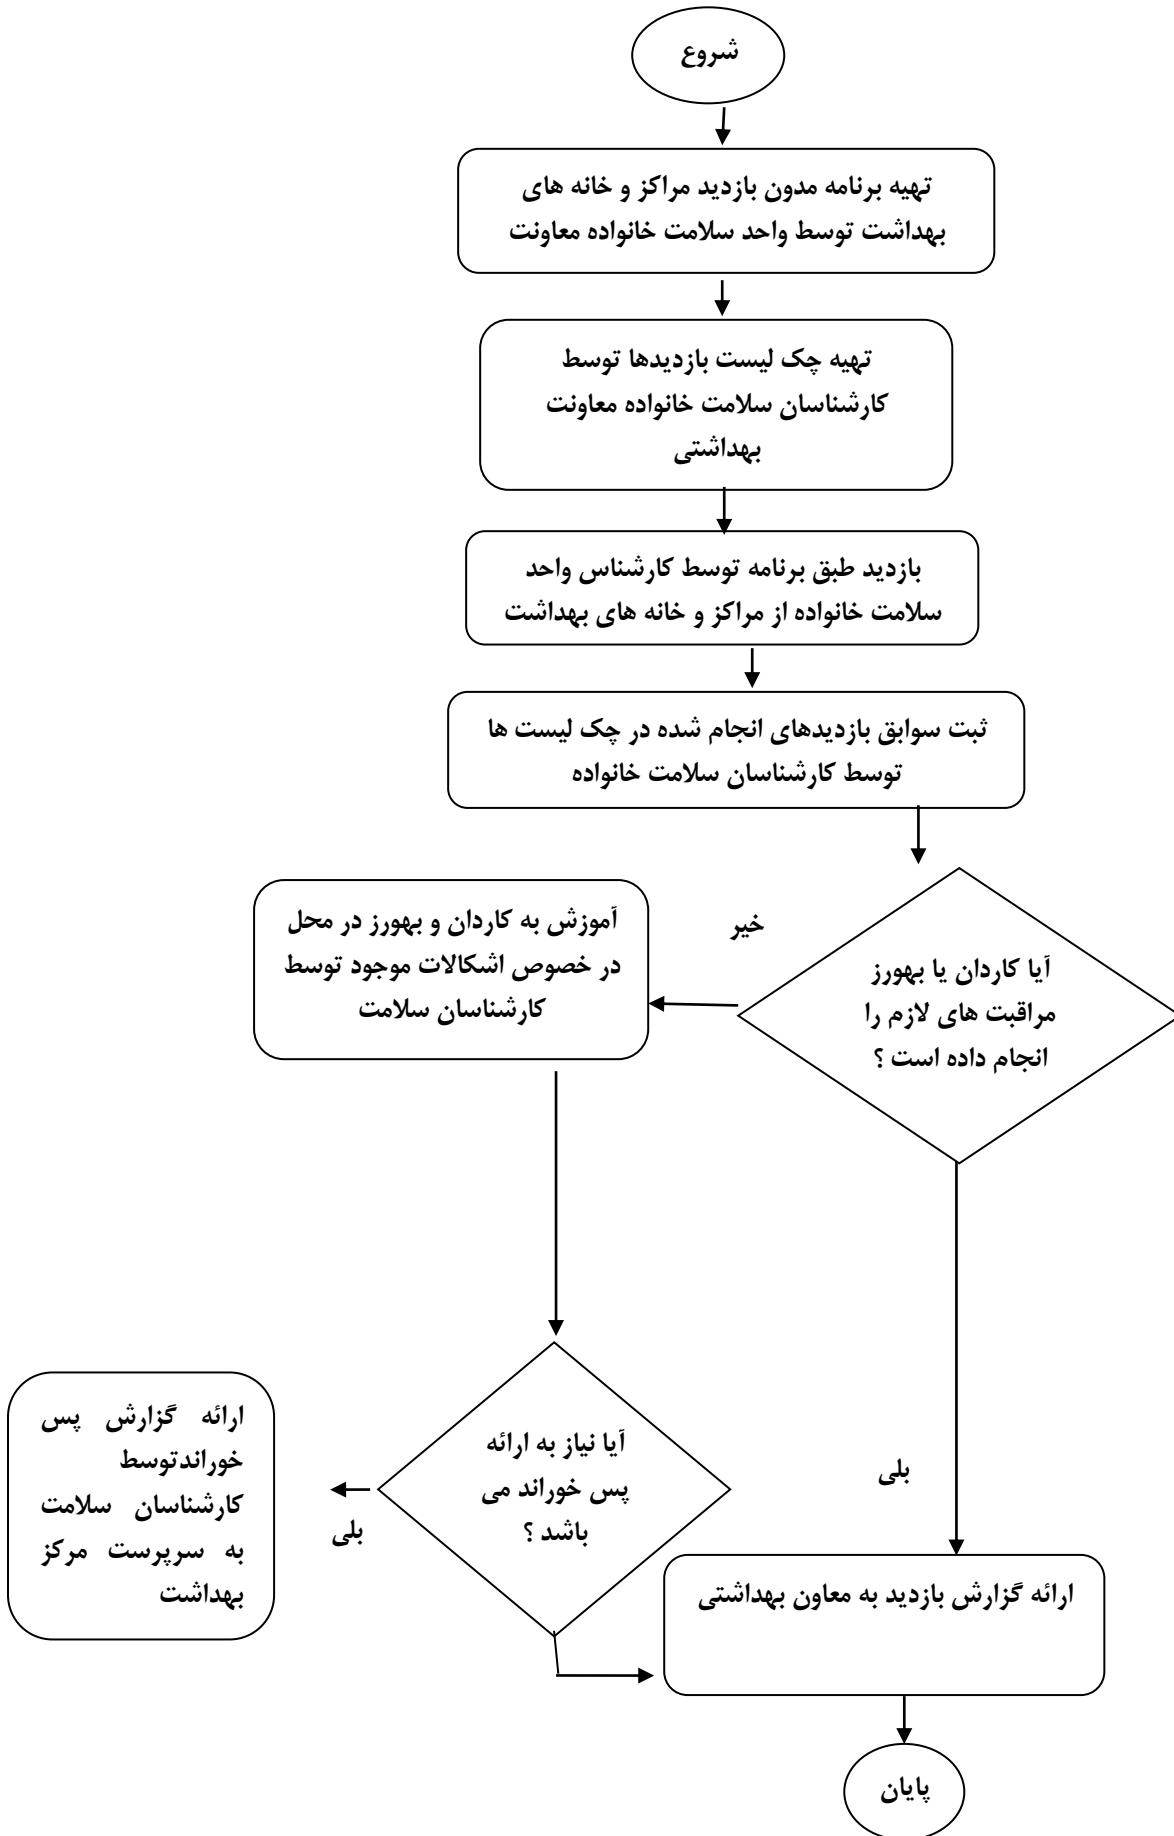 شروع
تهیه برنامه مدون بازدید مراکز و خانه های
بهداشت توسط واحد سلامت خانواده معاونت
تهیه چک لیست بازدیدها توسط
کارشناسان سلامت خانواده معاونت
بهداشتی
بازدید طبق برنامه توسط کارشناس واحد
سلامت خانواده از مراکز و خانه های بهداشت
ثبت سوابق بازدیدهای انجام شده در چک لیست ها
توسط کارشناسان سلامت خانواده
آیا کاردان یا بهورز
مراقبت های لازم را
انجام داده است ؟
خیر
آموزش به کاردان و بهورز در محل
در خصوص اشکالات موجود توسط
کارشناسان سلامت
آیا نیاز به ارائه
پس خوراند می
باشد ؟
بلی
ارائه گزارش پس
خوراندتوسط
کارشناسان سلامت
به سرپرست مرکز
بهداشت
بلی
ارائه گزارش بازدید به معاون بهداشتی
پایان